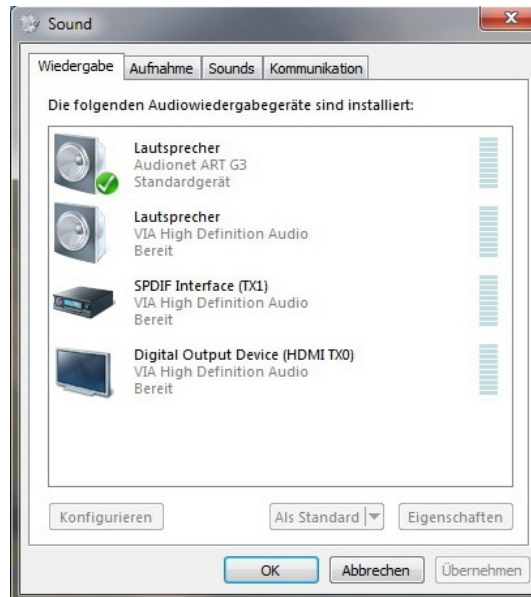 Sound
Wiedergabe Aufnahme Sounds Kommunikation
Die folgenden Audiowiedergabegeräte sind installiert:
Lautsprecher
Audionet ART G3
Standardgerät
Lautsprecher
VIA High Definition Audio
Bereit
SPDIF Interface (TX1)
VIA High Definition Audio
Bereit
Digital Output Device (HDMI TX0)
VIA High Definition Audio
Bereit
Konfigurieren Als Standard Eigenschaften
OK Abbrechen Übernehmen